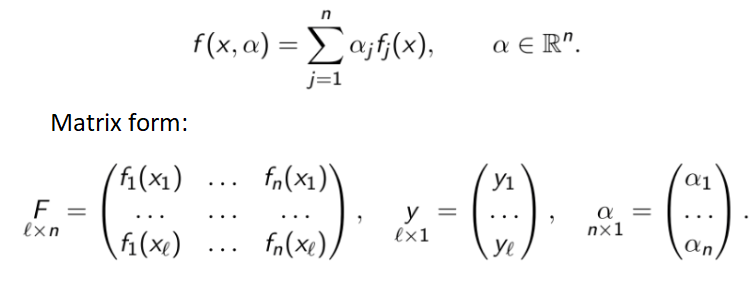 f(x, α) = ∑_{j=1}^{n} α_j f_j(x), α ∈ ℝ^n.
Matrix form:
F_{ℓ×n} = ( f_1(x_1) ... f_n(x_1) ; ... ... ... ; f_1(x_ℓ) ... f_n(x_ℓ) ), y_{ℓ×1} = ( y_1 ; ... ; y_ℓ ), α_{n×1} = ( α_1 ; ... ; α_n ).